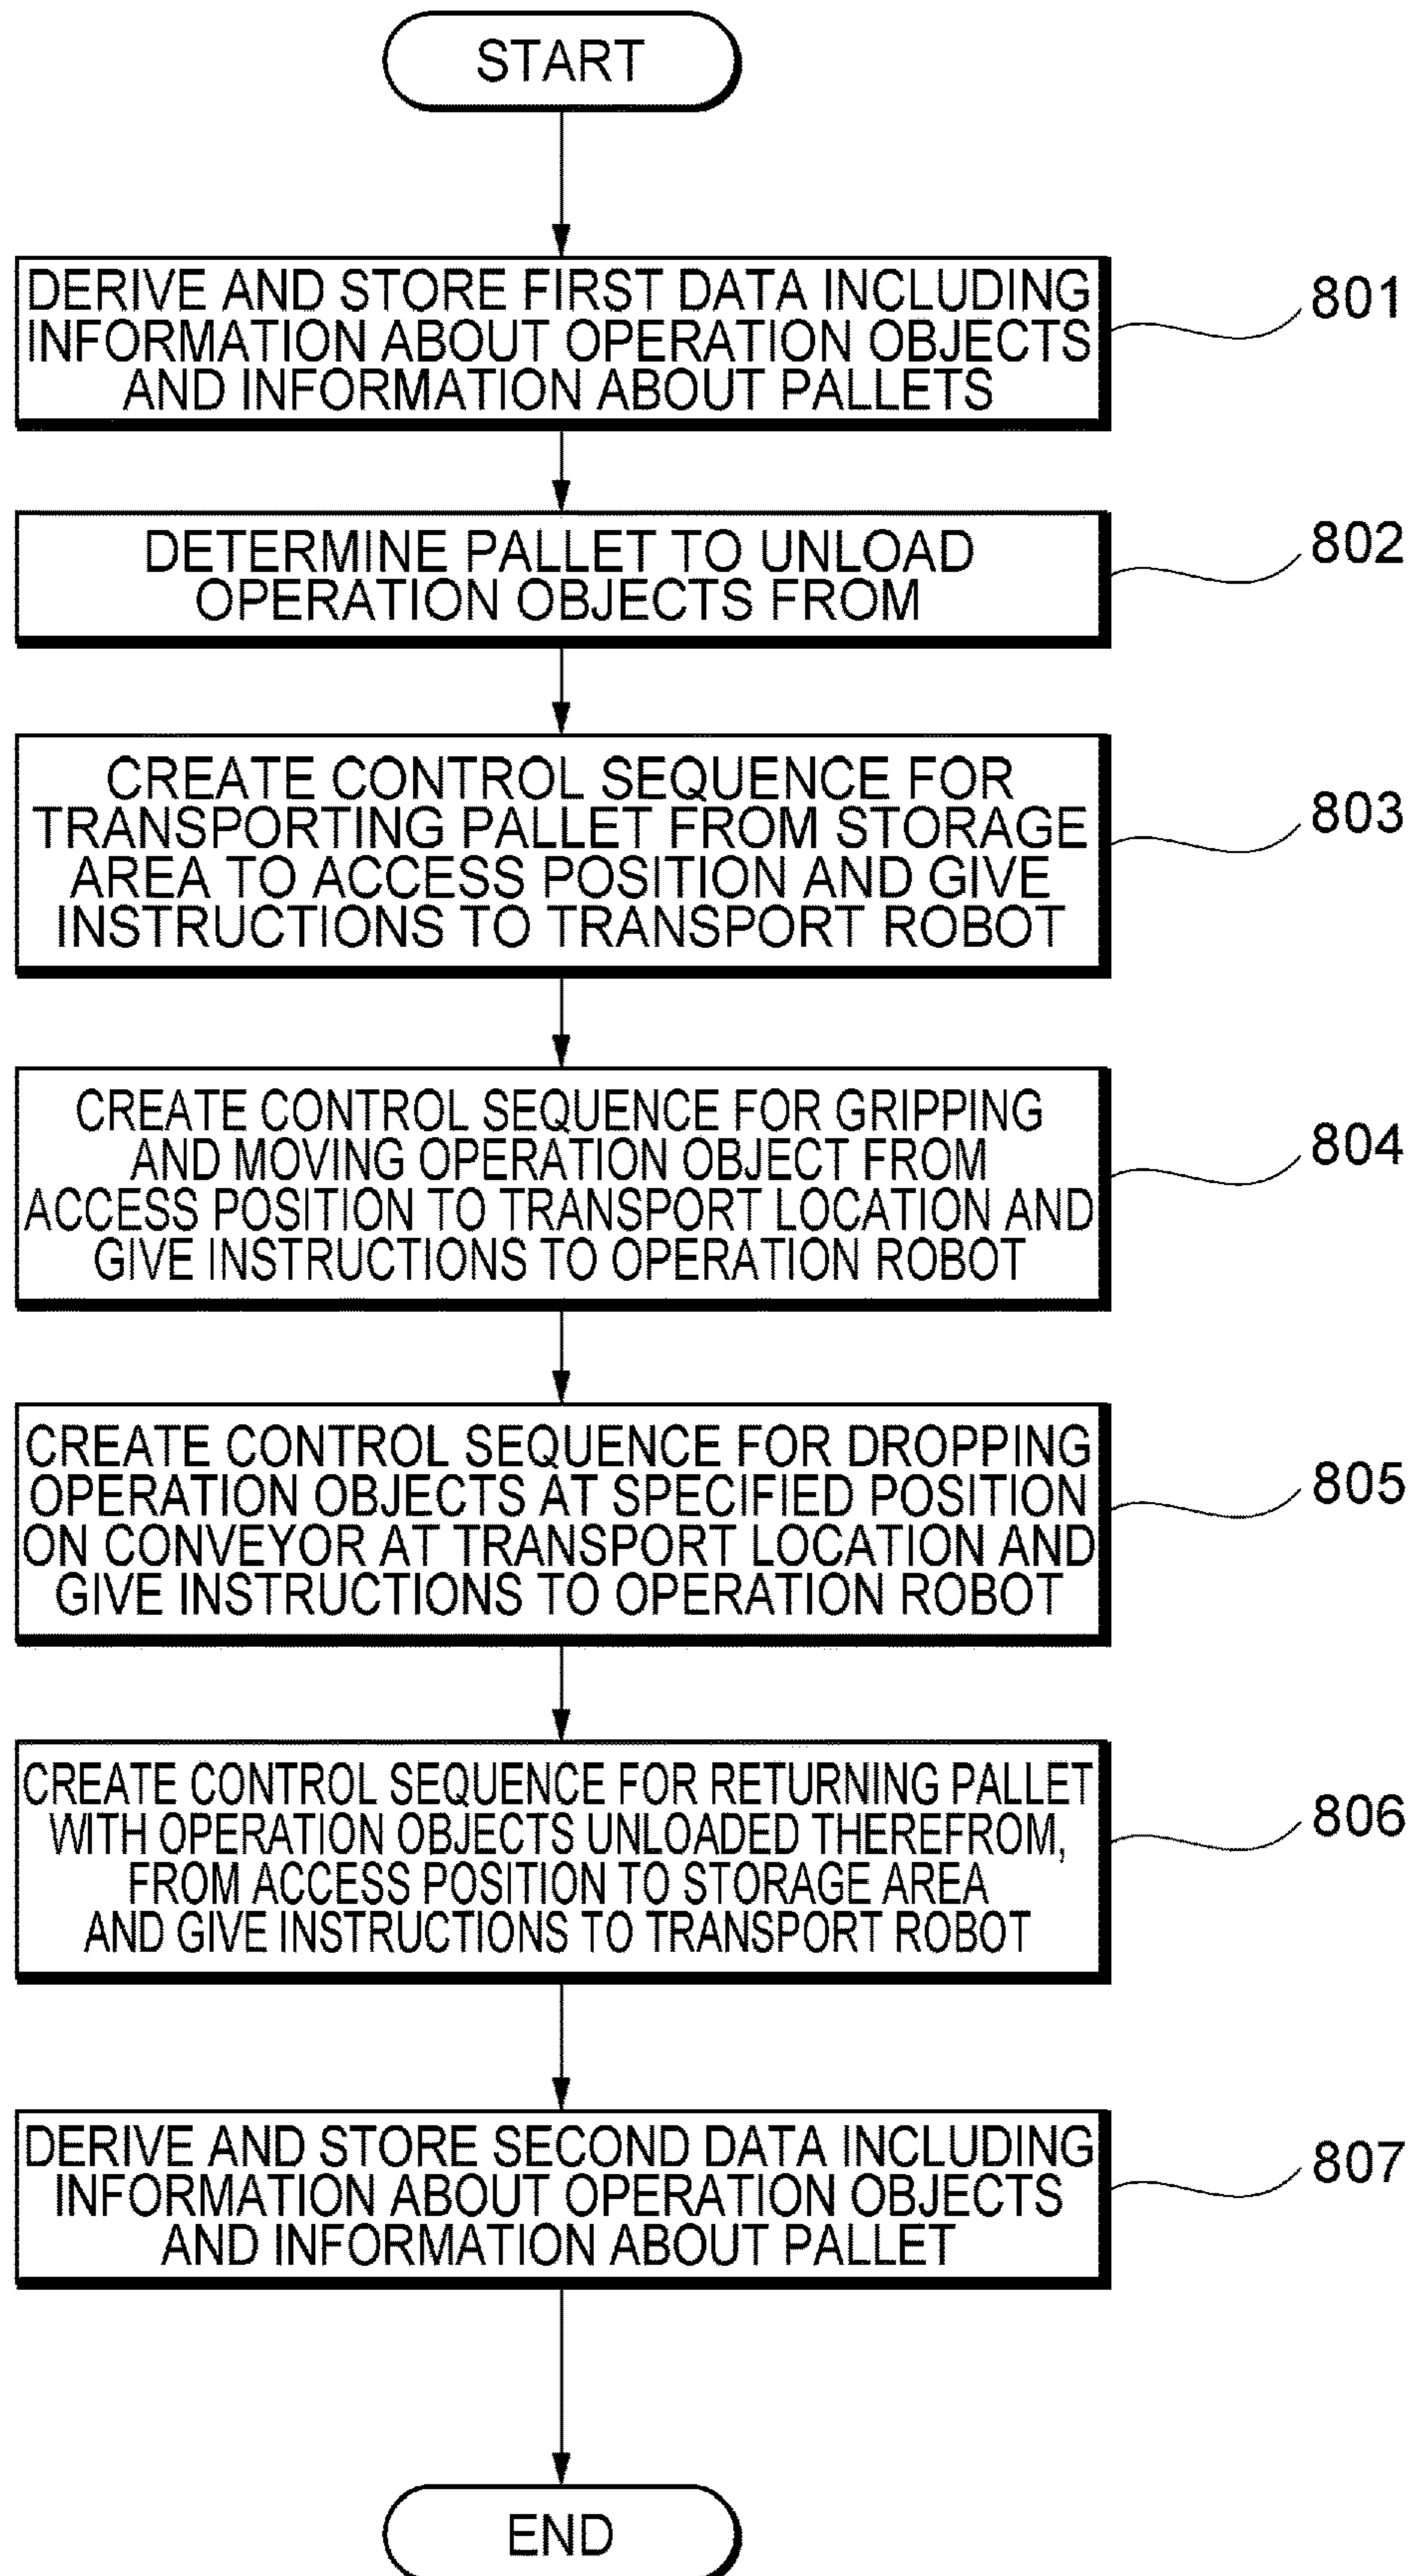 START
DERIVE AND STORE FIRST DATA INCLUDING
INFORMATION ABOUT OPERATION OBJECTS
AND INFORMATION ABOUT PALLETS
801
DETERMINE PALLET TO UNLOAD
OPERATION OBJECTS FROM
802
CREATE CONTROL SEQUENCE FOR
TRANSPORTING PALLET FROM STORAGE
AREA TO ACCESS POSITION AND GIVE
INSTRUCTIONS TO TRANSPORT ROBOT
803
CREATE CONTROL SEQUENCE FOR GRIPPING
AND MOVING OPERATION OBJECT FROM
ACCESS POSITION TO TRANSPORT LOCATION AND
GIVE INSTRUCTIONS TO OPERATION ROBOT
804
CREATE CONTROL SEQUENCE FOR DROPPING
OPERATION OBJECTS AT SPECIFIED POSITION
ON CONVEYOR AT TRANSPORT LOCATION AND
GIVE INSTRUCTIONS TO OPERATION ROBOT
805
CREATE CONTROL SEQUENCE FOR RETURNING PALLET
WITH OPERATION OBJECTS UNLOADED THEREFROM,
FROM ACCESS POSITION TO STORAGE AREA
AND GIVE INSTRUCTIONS TO TRANSPORT ROBOT
806
DERIVE AND STORE SECOND DATA INCLUDING
INFORMATION ABOUT OPERATION OBJECTS
AND INFORMATION ABOUT PALLET
807
END